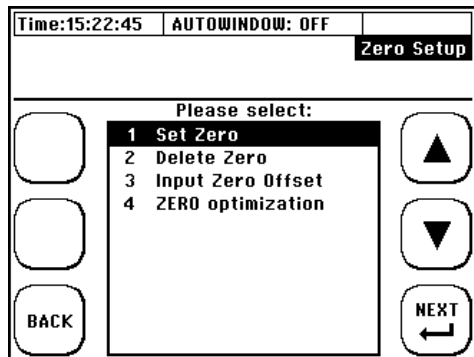 Time:15:22:45 AUTOWINDOW: OFF
Zero Setup
Please select:
1 Set Zero
2 Delete Zero
3 Input Zero Offset
4 ZERO optimization
BACK
NEXT